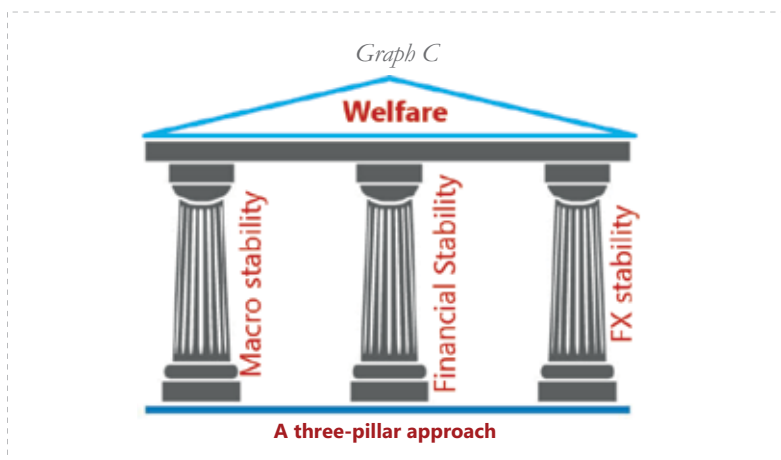 Graph C
Welfare
Macro stability
Financial Stability
FX stability
A three-pillar approach